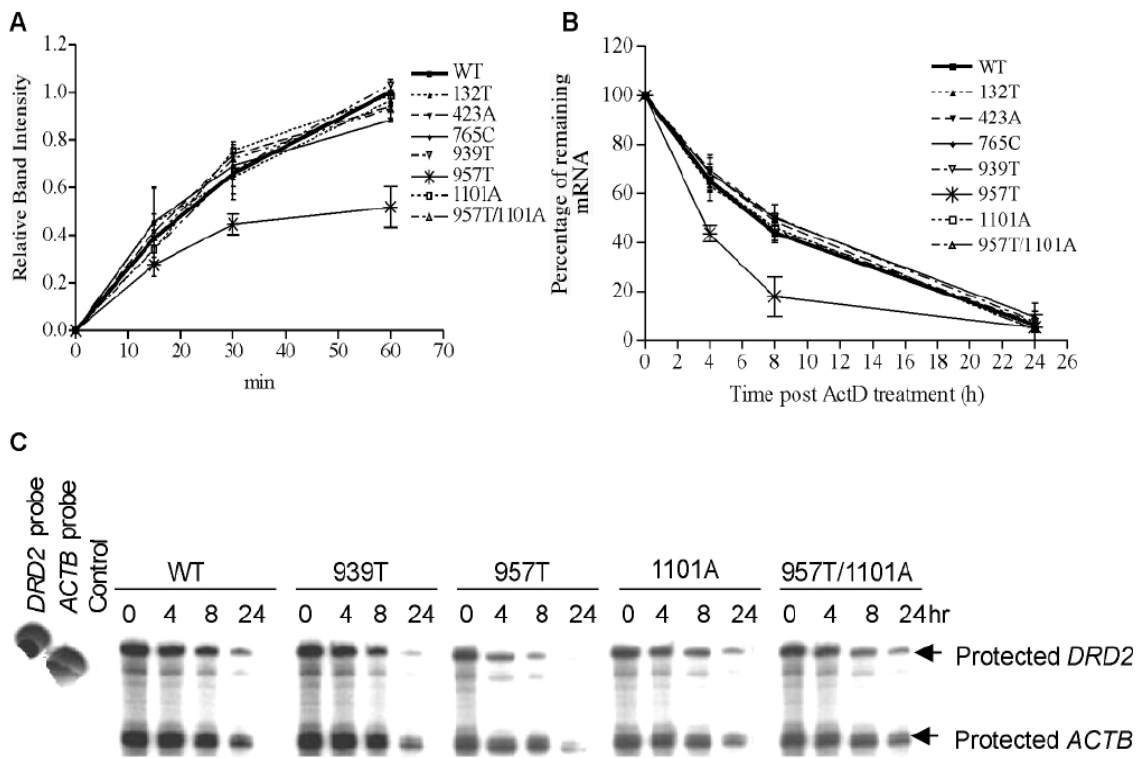 A
Relative Band Intensity
1.2
1.0
0.8
0.6
0.4
0.2
0.0
0 10 20 30 40 50 60 70
min
WT
132T
423A
765C
939T
957T
1101A
957T/1101A
B
Percentage of remaining
mRNA
120
100
80
60
40
20
0
0 2 4 6 8 10 12 14 16 18 20 22 24 26
Time post ActD treatment (h)
WT
132T
423A
765C
939T
957T
1101A
957T/1101A
C
DRD2 probe
ACTB probe
Control
WT 939T 957T 1101A 957T/1101A
0 4 8 24 0 4 8 24 0 4 8 24 0 4 8 24 0 4 8 24hr
Protected DRD2
Protected ACTB